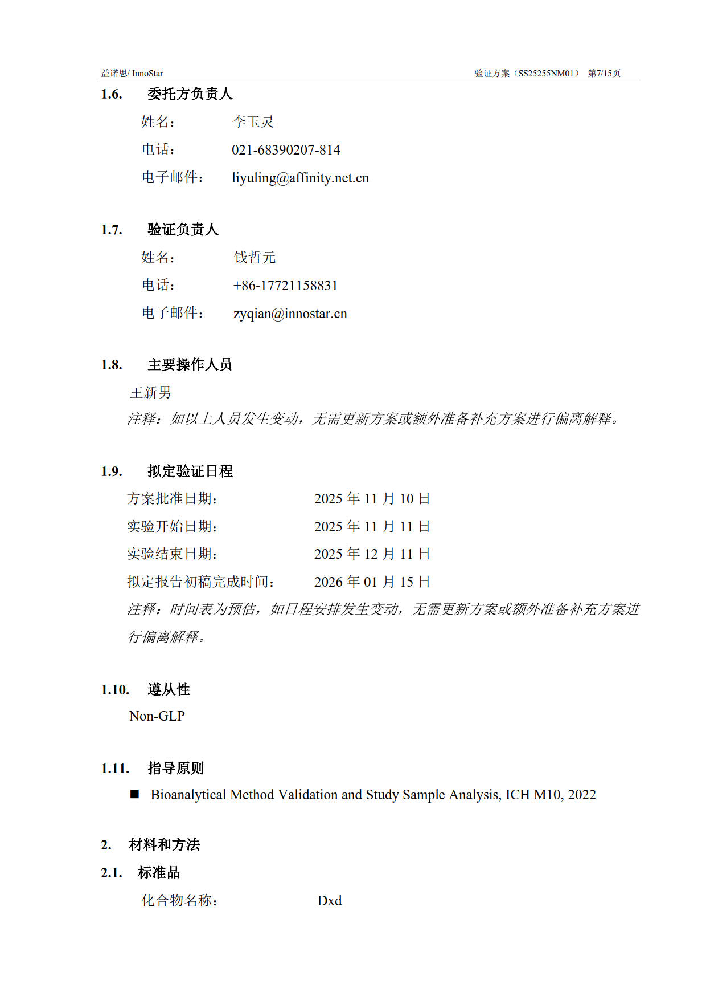 益诺思/ InnoStar 验证方案（SS25255NM01） 第7/15页
1.6. 委托方负责人
姓名： 李玉灵
电话： 021-68390207-814
电子邮件： liyuling@affinity.net.cn
1.7. 验证负责人
姓名： 钱哲元
电话： +86-17721158831
电子邮件： zyqian@innostar.cn
1.8. 主要操作人员
王新男
注释：如以上人员发生变动，无需更新方案或额外准备补充方案进行偏离解释。
1.9. 拟定验证日程
方案批准日期： 2025 年 11 月 10 日
实验开始日期： 2025 年 11 月 11 日
实验结束日期： 2025 年 12 月 11 日
拟定报告初稿完成时间： 2026 年 01 月 15 日
注释：时间表为预估，如日程安排发生变动，无需更新方案或额外准备补充方案进
行偏离解释。
1.10. 遵从性
Non-GLP
1.11. 指导原则
■ Bioanalytical Method Validation and Study Sample Analysis, ICH M10, 2022
2. 材料和方法
2.1. 标准品
化合物名称： Dxd